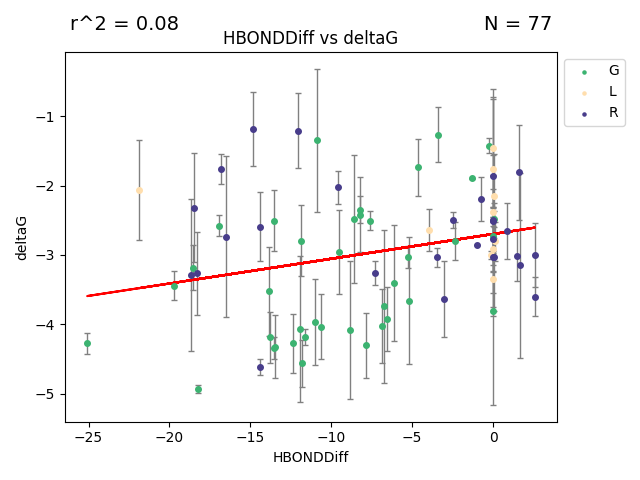 r^2 = 0.08
N = 77
HBONDDiff vs deltaG
G
L
R
−1
−2
−3
−4
−5
deltaG
−25
−20
−15
−10
−5
0
HBONDDiff